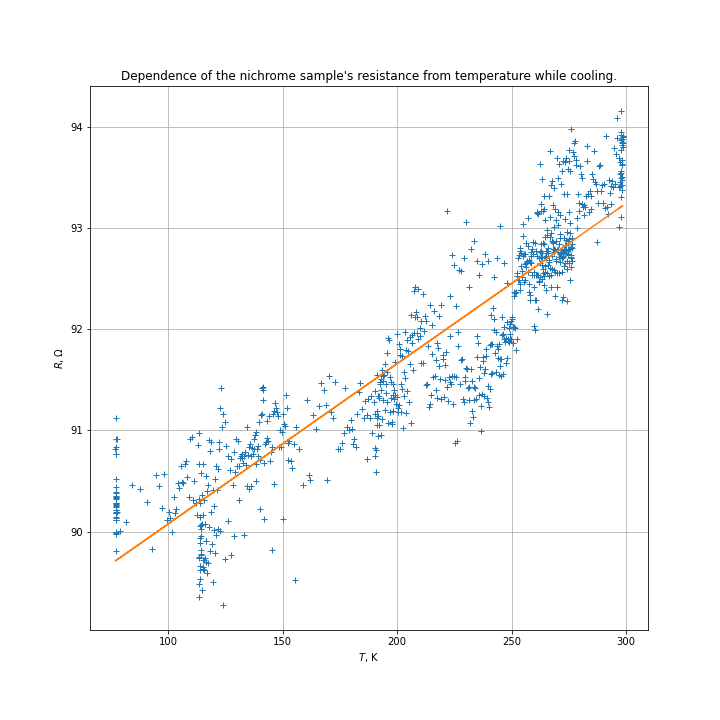 Dependence of the nichrome sample's resistance from temperature while cooling.
94
93
92
91
90
R, Ω
100 150 200 250 300
T, K